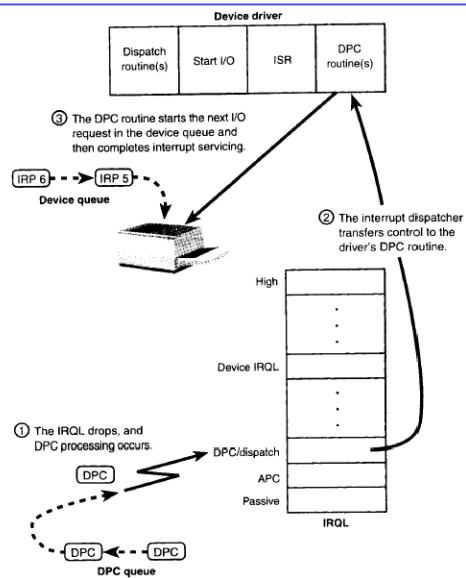 Device driver
Dispatch
routine(s)
Start I/O
ISR
DPC
routine(s)
③ The DPC routine starts the next I/O
request in the device queue and
then completes interrupt servicing.
IRP 6
IRP 5
Device queue
② The interrupt dispatcher
transfers control to the
driver's DPC routine.
High
Device IRQL
① The IRQL drops, and
DPC processing occurs.
DPC
DPC/dispatch
APC
Passive
IRQL
DPC
DPC
DPC queue